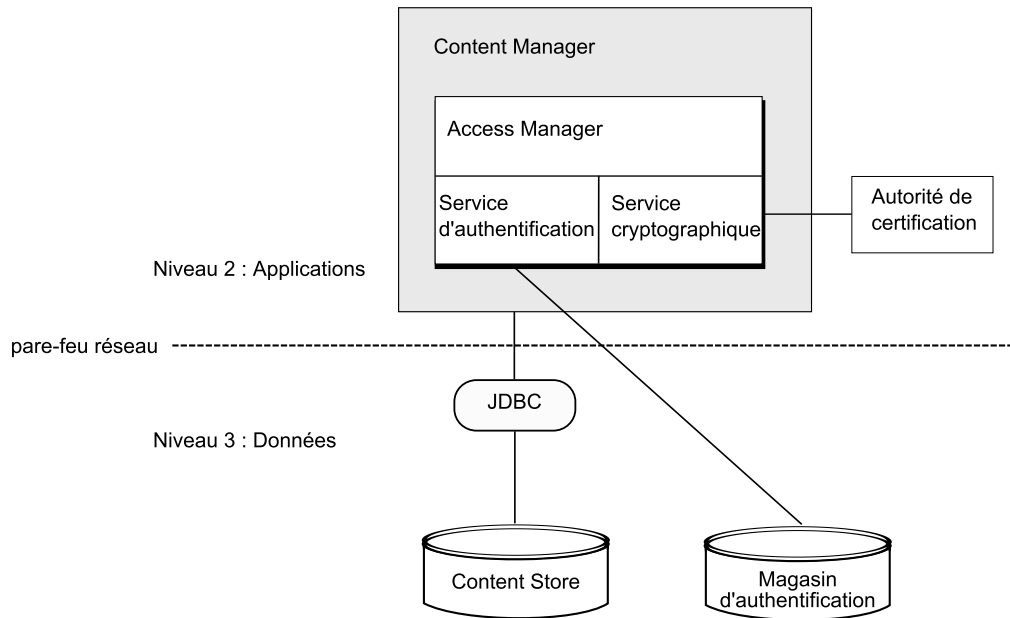 Content Manager
Access Manager
Service
d'authentification
Service
cryptographique
Autorité de
certification
Niveau 2 : Applications
pare-feu réseau
JDBC
Niveau 3 : Données
Content Store
Magasin
d'authentification